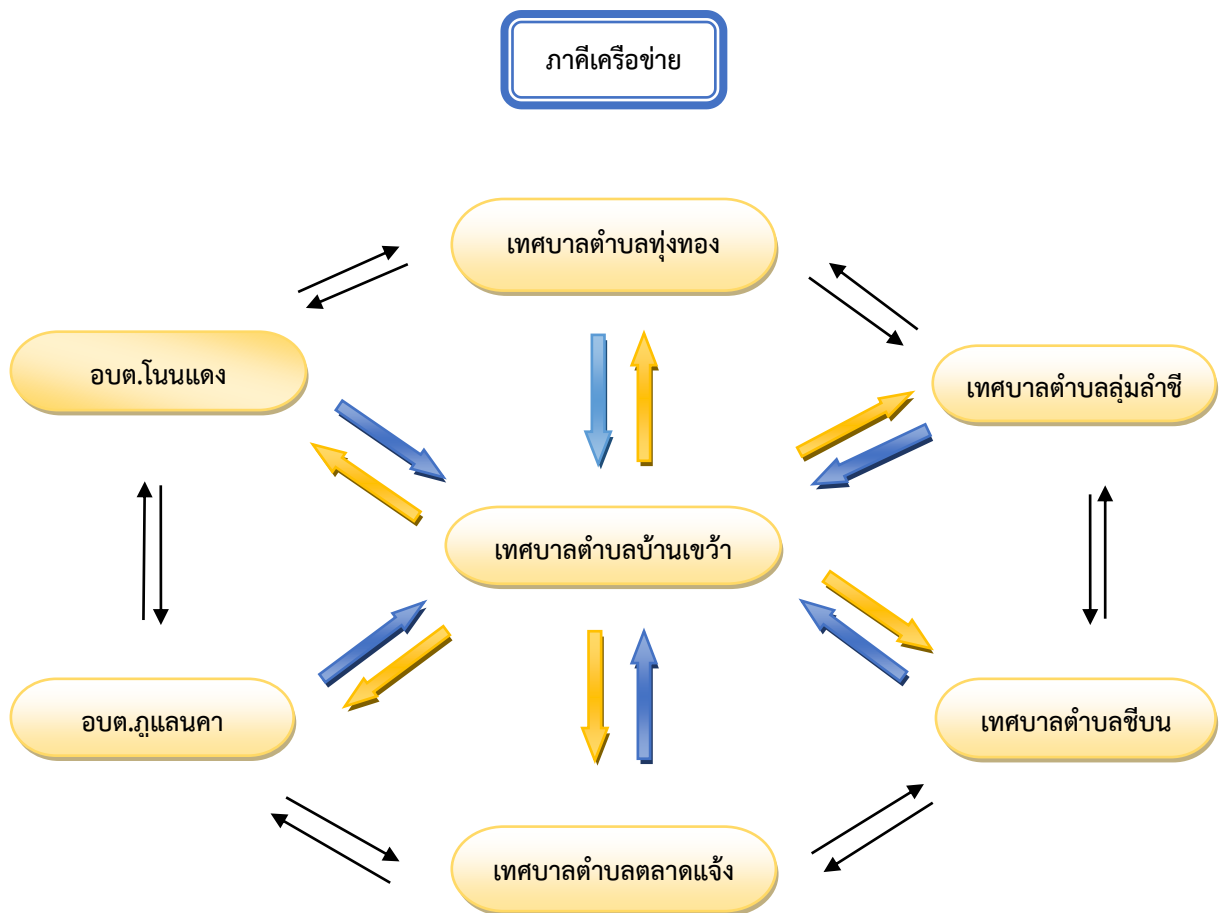 ภาคีเครือข่าย
เทศบาลตำบลทุ่งทอง
อบต.โนนแดง
เทศบาลตำบลลุ่มลำชี
เทศบาลตำบลบ้านเขว้า
อบต.ภูแลนคา
เทศบาลตำบลชีบน
เทศบาลตำบลตลาดแจ้ง